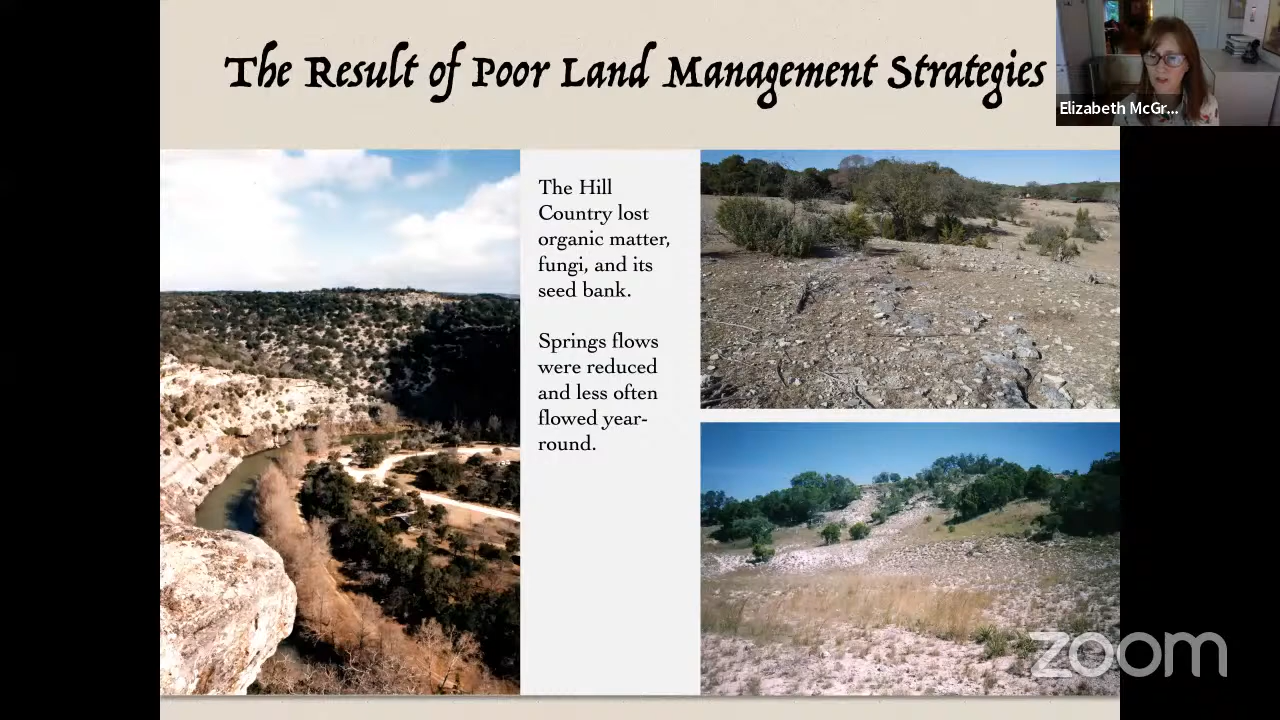 The Result of Poor Land Management Strategies
Elizabeth McGr...
The Hill
Country lost
organic matter,
fungi, and its
seed bank.
Springs flows
were reduced
and less often
flowed year-
round.
zoom